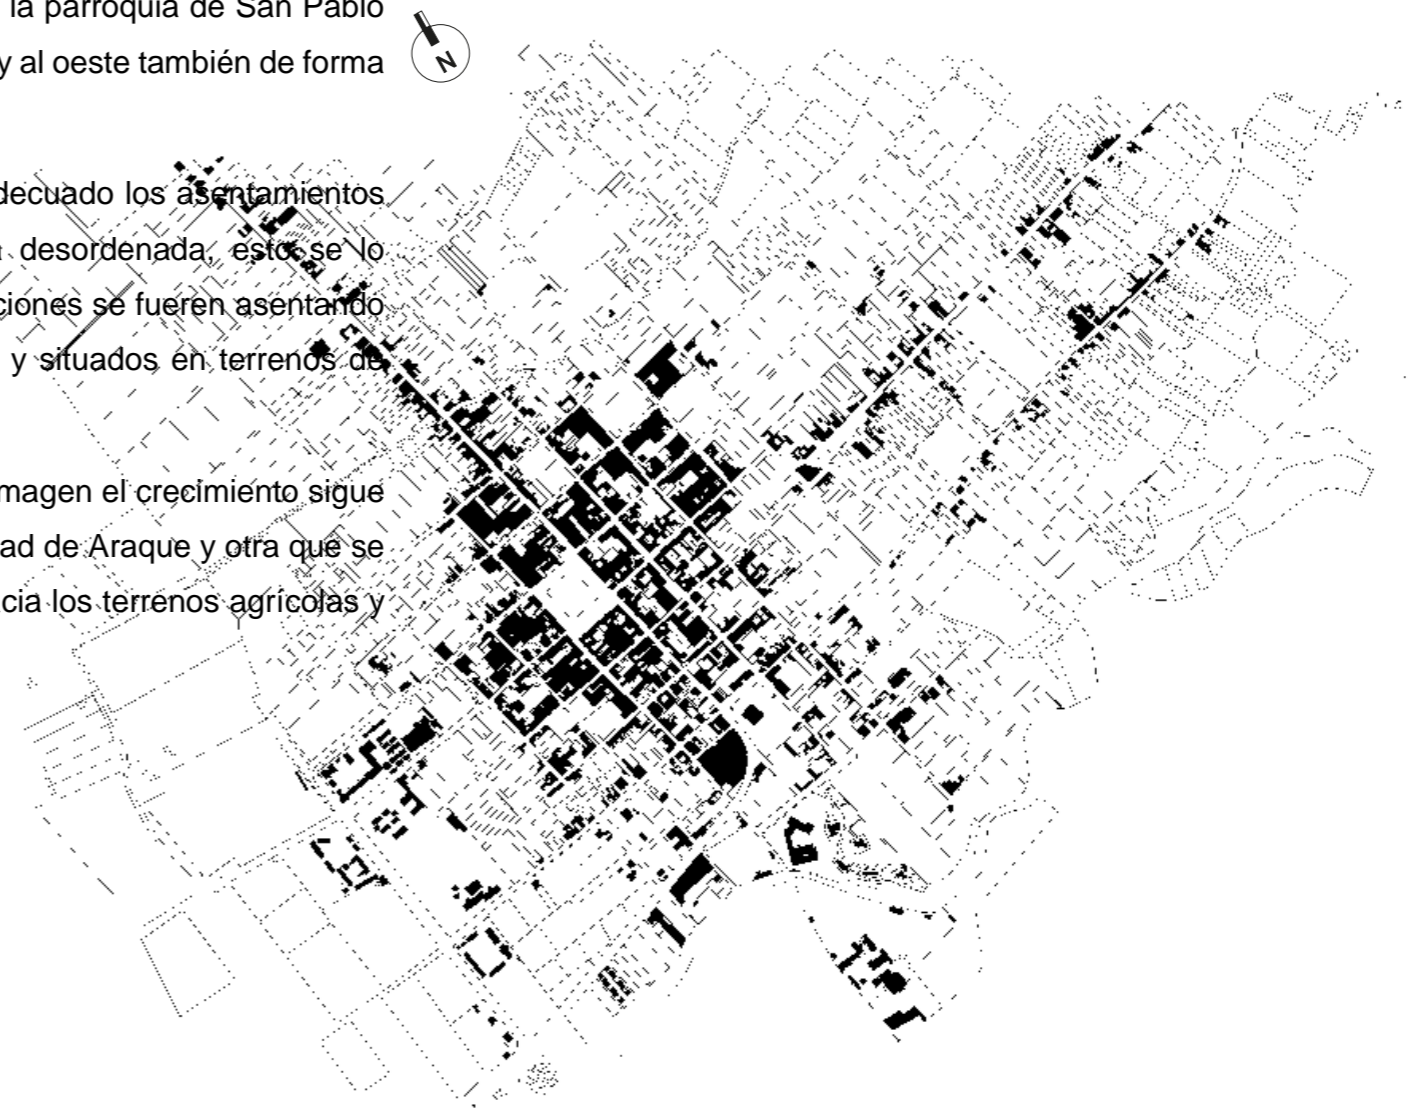 la parroquia de San Pablo
y al oeste también de forma
N
decuado los asentamientos
desordenada, esto se lo
ciones se fueren asentando
y situados en terrenos de
magen el crecimiento sigue
ad de Araque y otra que se
cia los terrenos agrícolas y